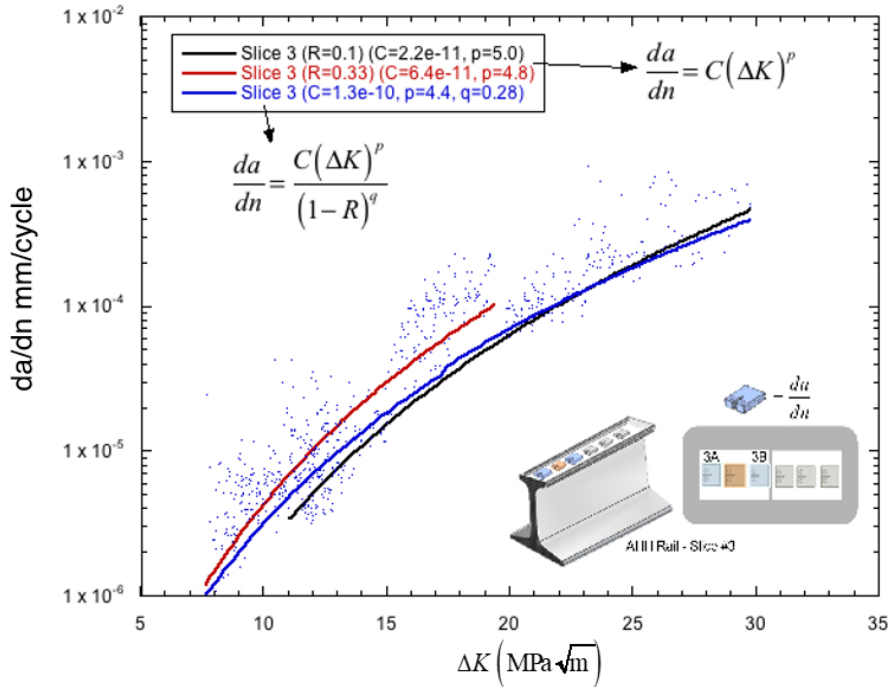 1 x 10⁻²
1 x 10⁻³
1 x 10⁻⁴
1 x 10⁻⁵
1 x 10⁻⁶
da/dn mm/cycle
Slice 3 (R=0.1) (C=2.2e-11, p=5.0)
Slice 3 (R=0.33) (C=6.4e-11, p=4.8)
Slice 3 (C=1.3e-10, p=4.4, q=0.28)
da/dn = C(ΔK)^p
da/dn = C(ΔK)^p/(1−R)^q
da/dn
3A 3B
Rail - Slice #3
5 10 15 20 25 30 35
ΔK (MPa√m)